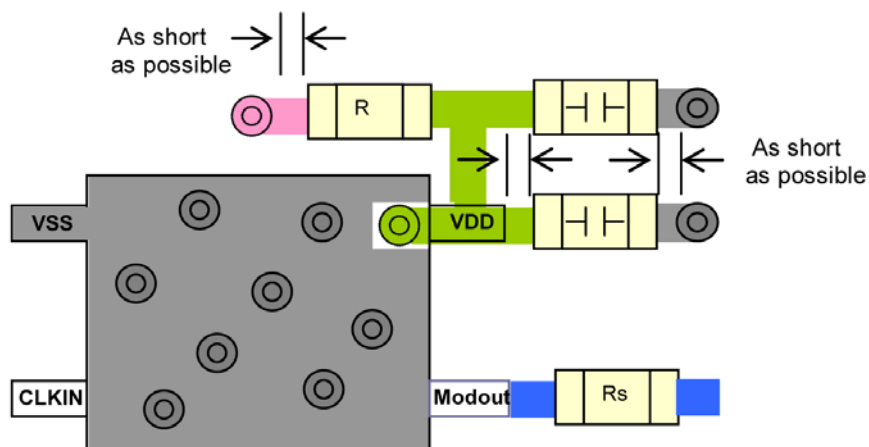 As short
as possible
R
As short
as possible
VSS
VDD
CLKIN
Modout
Rs